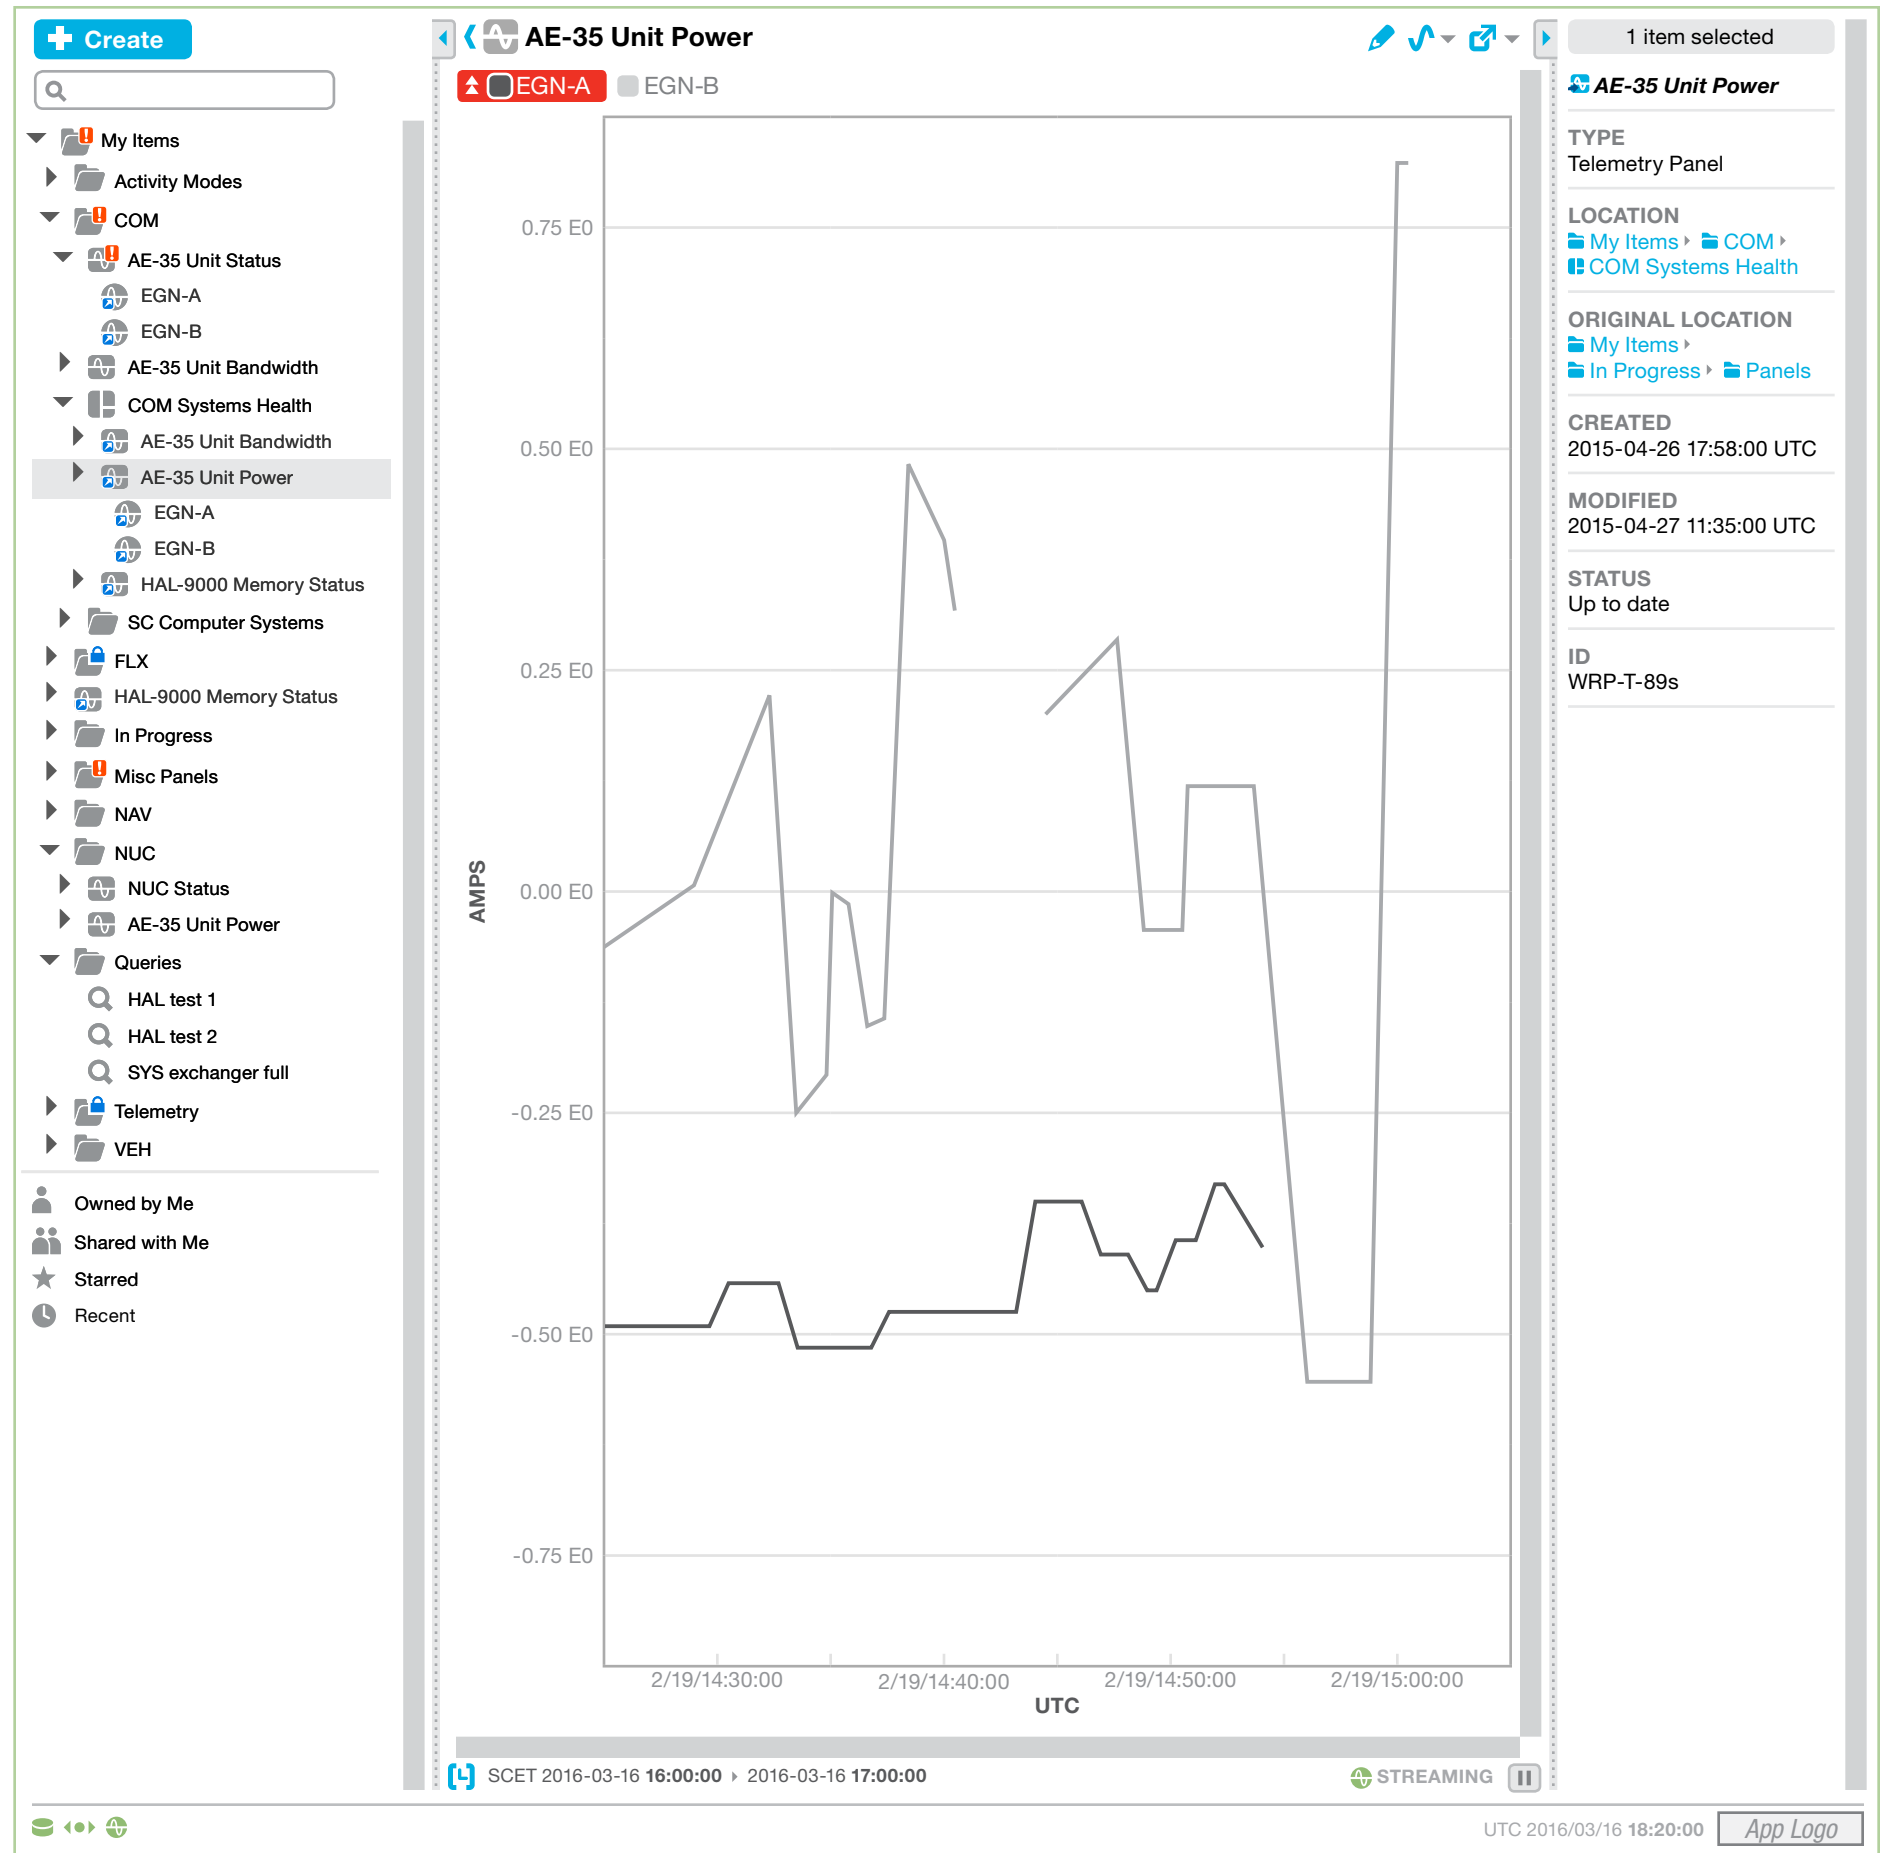 Create
My Items
Activity Modes
COM
AE-35 Unit Status
EGN-A
EGN-B
AE-35 Unit Bandwidth
COM Systems Health
AE-35 Unit Bandwidth
AE-35 Unit Power
EGN-A
EGN-B
HAL-9000 Memory Status
SC Computer Systems
FLX
HAL-9000 Memory Status
In Progress
Misc Panels
NAV
NUC
NUC Status
AE-35 Unit Power
Queries
HAL test 1
HAL test 2
SYS exchanger full
Telemetry
VEH
Owned by Me
Shared with Me
Starred
Recent
AE-35 Unit Power
EGN-A EGN-B
0.75 E0
0.50 E0
0.25 E0
0.00 E0
-0.25 E0
-0.50 E0
-0.75 E0
AMPS
2/19/14:30:00 2/19/14:40:00 2/19/14:50:00 2/19/15:00:00
UTC
SCET 2016-03-16 16:00:00 2016-03-16 17:00:00
STREAMING
1 item selected
AE-35 Unit Power
TYPE
Telemetry Panel
LOCATION
My Items COM
COM Systems Health
ORIGINAL LOCATION
My Items
In Progress Panels
CREATED
2015-04-26 17:58:00 UTC
MODIFIED
2015-04-27 11:35:00 UTC
STATUS
Up to date
ID
WRP-T-89s
UTC 2016/03/16 18:20:00
App Logo